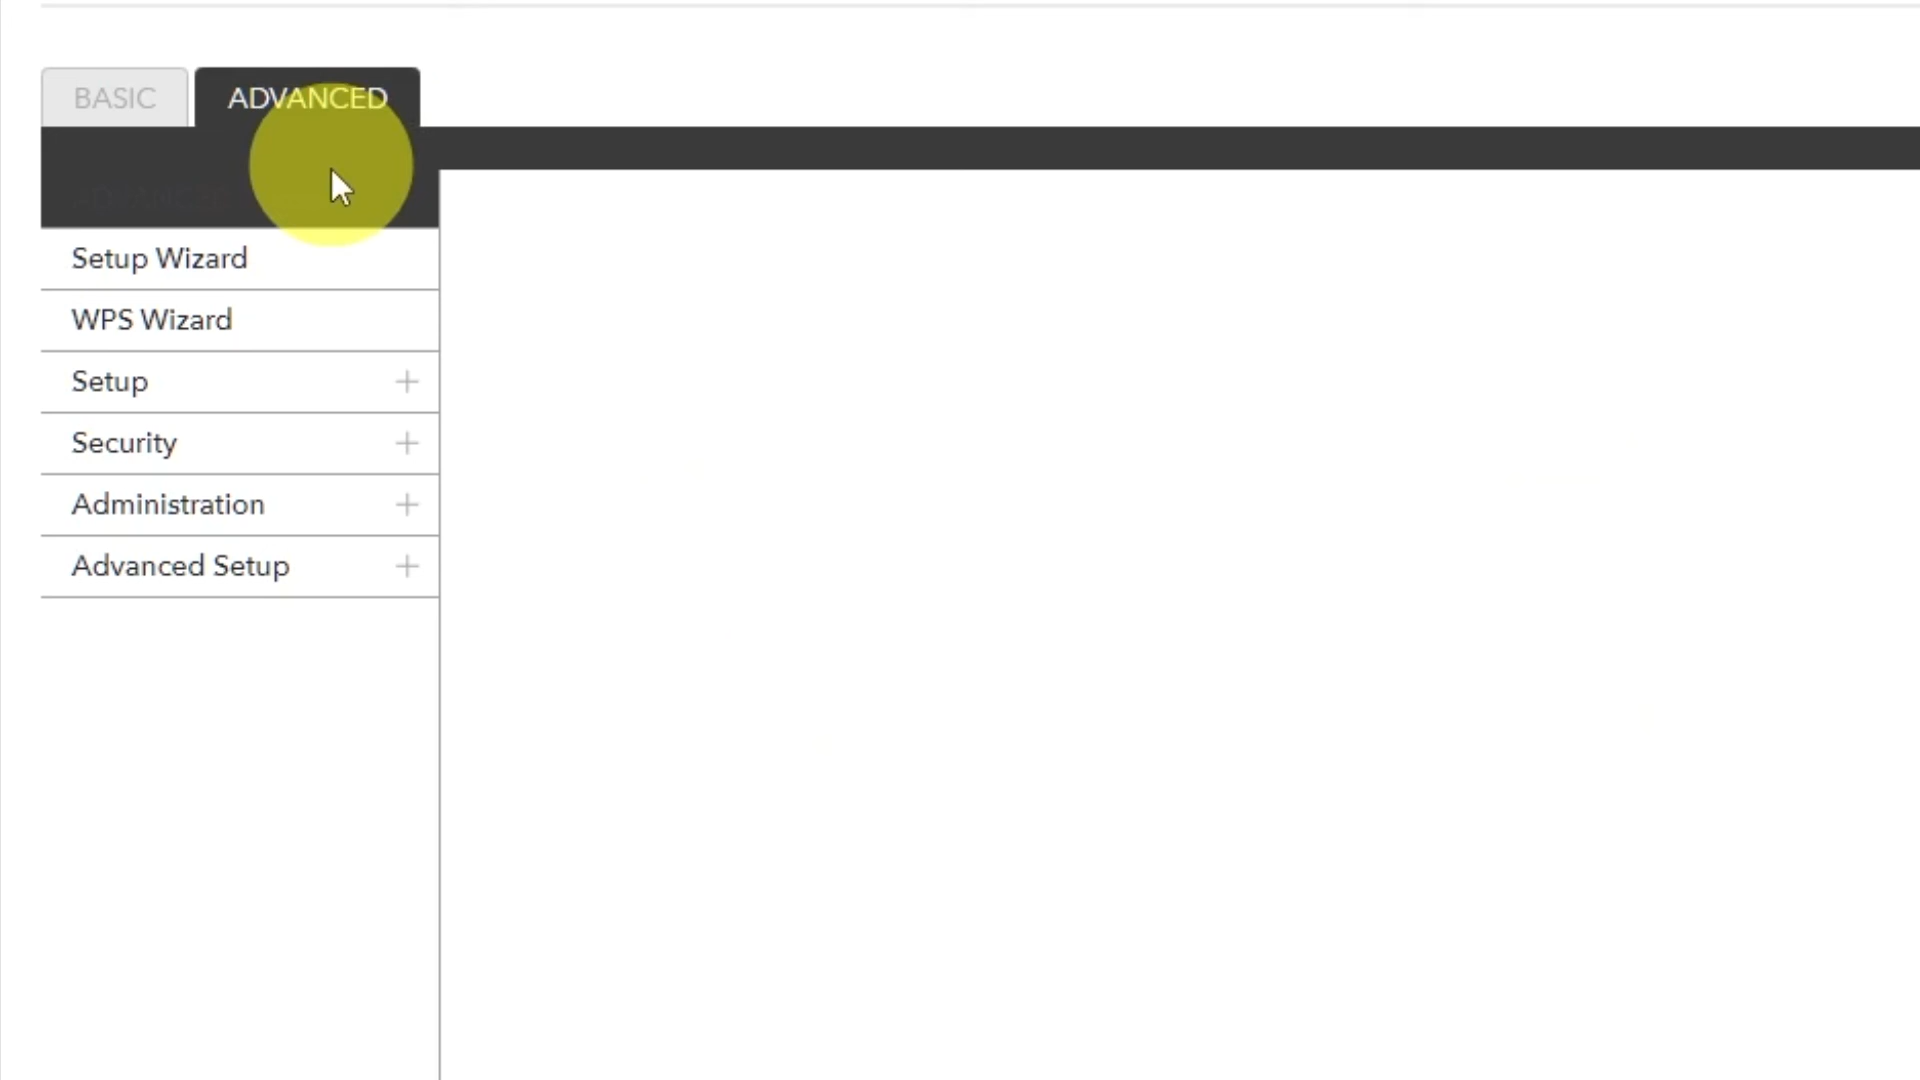 BASIC
ADVANCED
Setup Wizard
WPS Wizard
Setup
Security
Administration
Advanced Setup